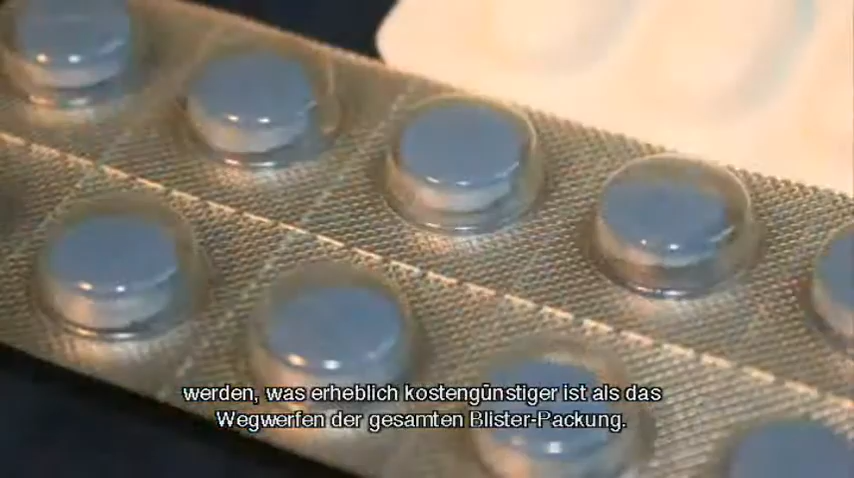 werden, was erheblich kostengünstiger ist als das
Wegwerfen der gesamten Blister-Packung.